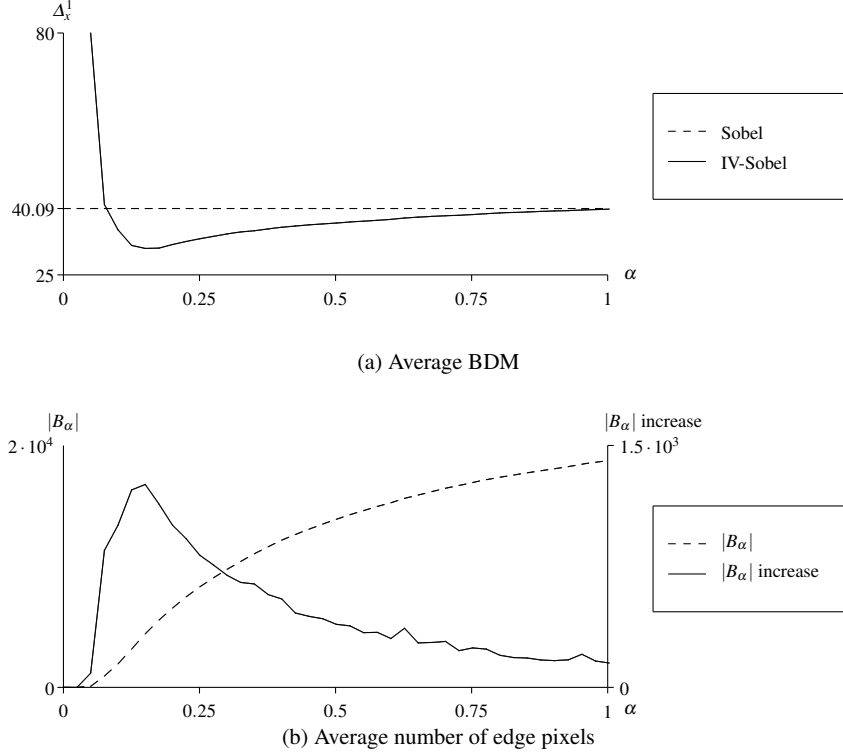 Δ_x^1
80
40.09
25
0
0.25
0.5
0.75
1
α
Sobel
IV-Sobel
(a) Average BDM
|B_α|
|B_α| increase
2 · 10^4
1.5 · 10^3
0
0
0
0.25
0.5
0.75
1
α
|B_α|
|B_α| increase
(b) Average number of edge pixels